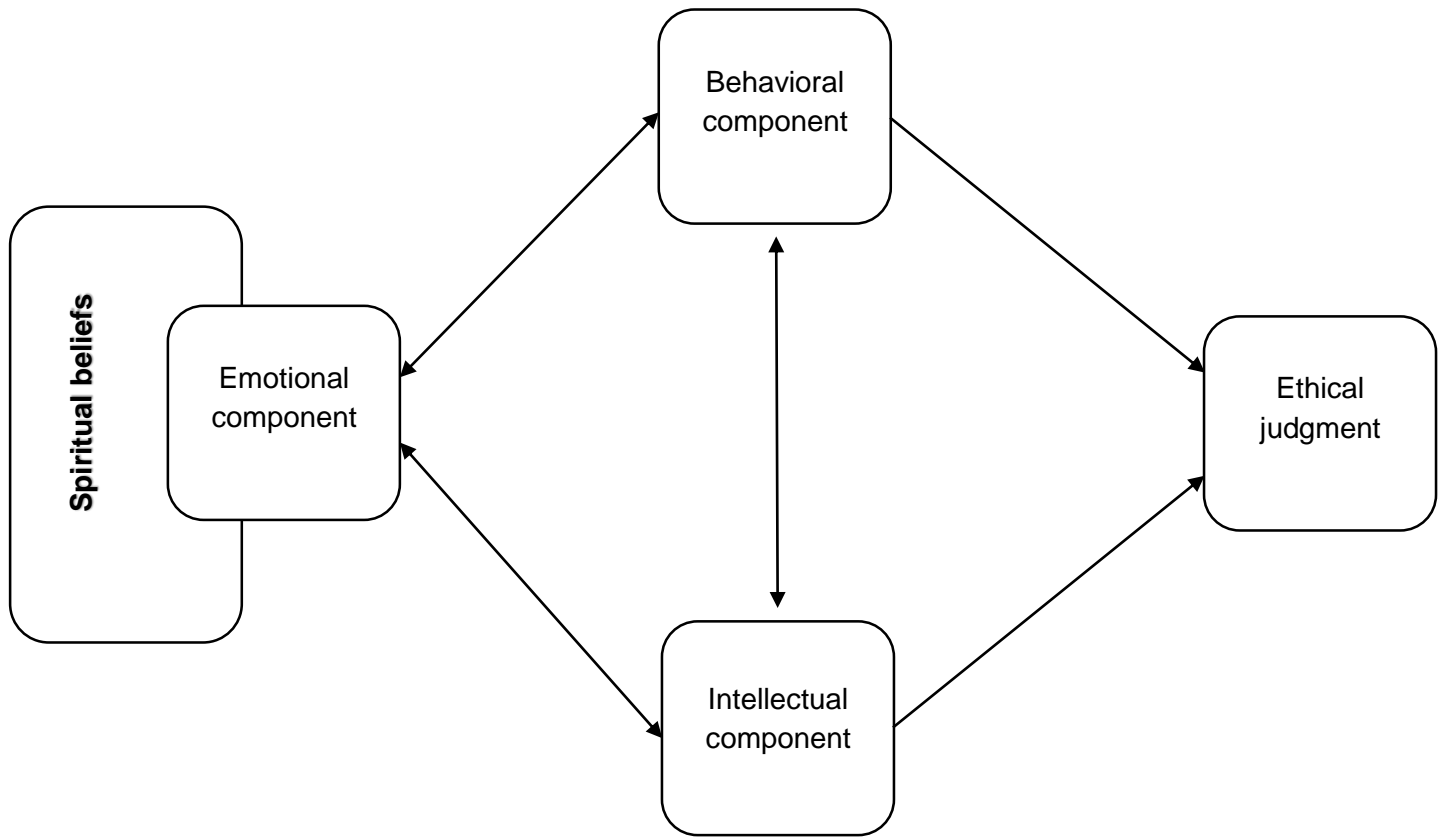 Behavioral
component
Spiritual beliefs
Emotional
component
Ethical
judgment
Intellectual
component